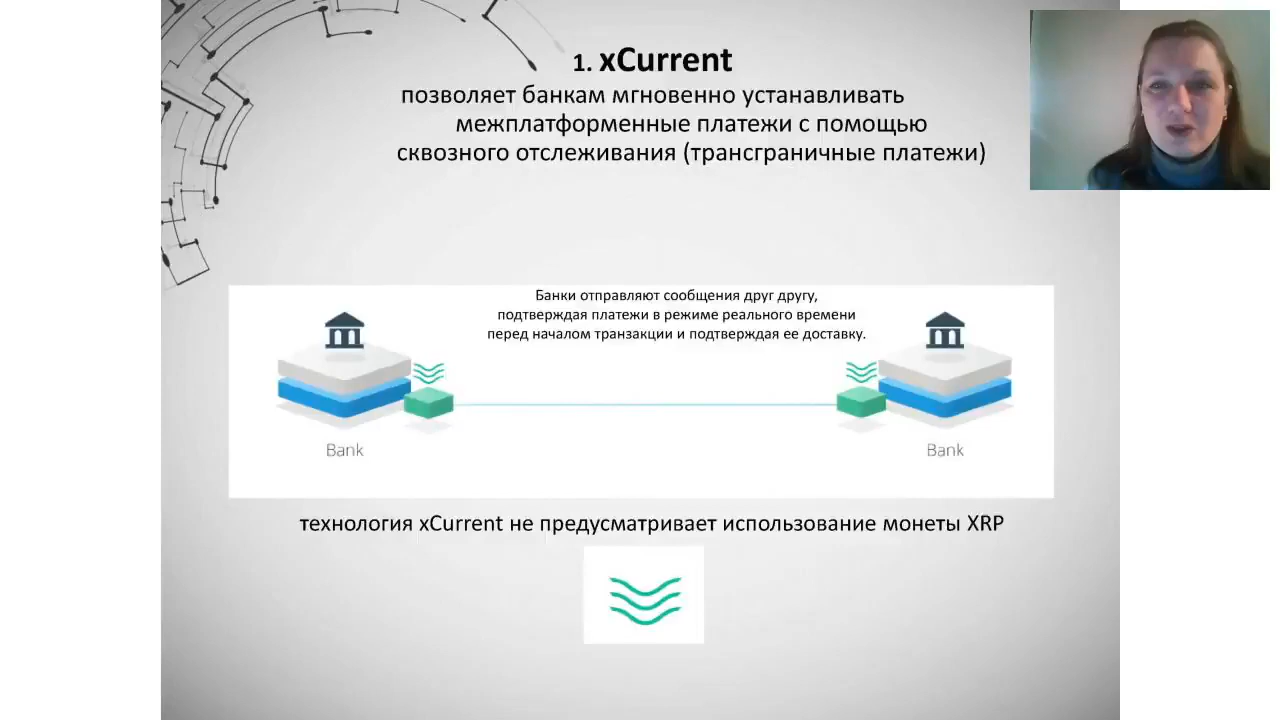 1. xCurrent
позволяет банкам мгновенно устанавливать
межплатформенные платежи с помощью
сквозного отслеживания (трансграничные платежи)
Банки отправляют сообщения друг другу,
подтверждая платежи в режиме реального времени
перед началом транзакции и подтверждая ее доставку.
Bank
Bank
технология xCurrent не предусматривает использование монеты XRP